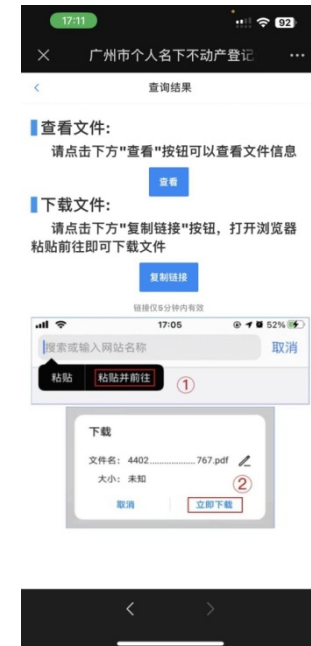 17:11
92
广州市个人名下不动产登记
查询结果
查看文件:
请点击下方"查看"按钮可以查看文件信息
查看
下载文件:
请点击下方"复制链接"按钮，打开浏览器
粘贴前往即可下载文件
复制链接
链接仅5分钟内有效
17:05
52%
搜索或输入网站名称
取消
粘贴
粘贴并前往
①
下载
文件名: 4402..................767.pdf
大小: 未知
②
取消
立即下载